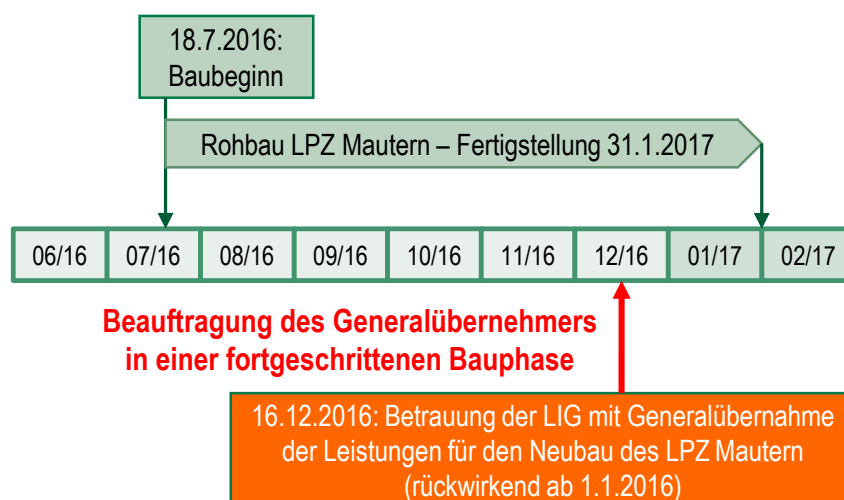 18.7.2016:
Baubeginn
Rohbau LPZ Mautern – Fertigstellung 31.1.2017
06/16 07/16 08/16 09/16 10/16 11/16 12/16 01/17 02/17
Beauftragung des Generalübernehmers
in einer fortgeschrittenen Bauphase
16.12.2016: Betrauung der LIG mit Generalübernahme
der Leistungen für den Neubau des LPZ Mautern
(rückwirkend ab 1.1.2016)